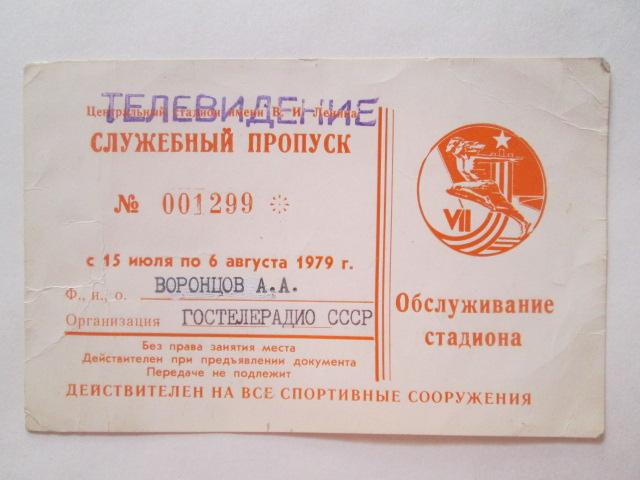 ТЕЛЕВИДЕНИЕ
Центральный стадион имени В. И. Ленина
СЛУЖЕБНЫЙ ПРОПУСК
№ 001299
с 15 июля по 6 августа 1979 г.
Ф., и., о. ВОРОНЦОВ А.А.
Организация ГОСТЕЛЕРАДИО СССР
Без права занятия места
Действителен при предъявлении документа
Передаче не подлежит
VII
Обслуживание
стадиона
ДЕЙСТВИТЕЛЕН НА ВСЕ СПОРТИВНЫЕ СООРУЖЕНИЯ